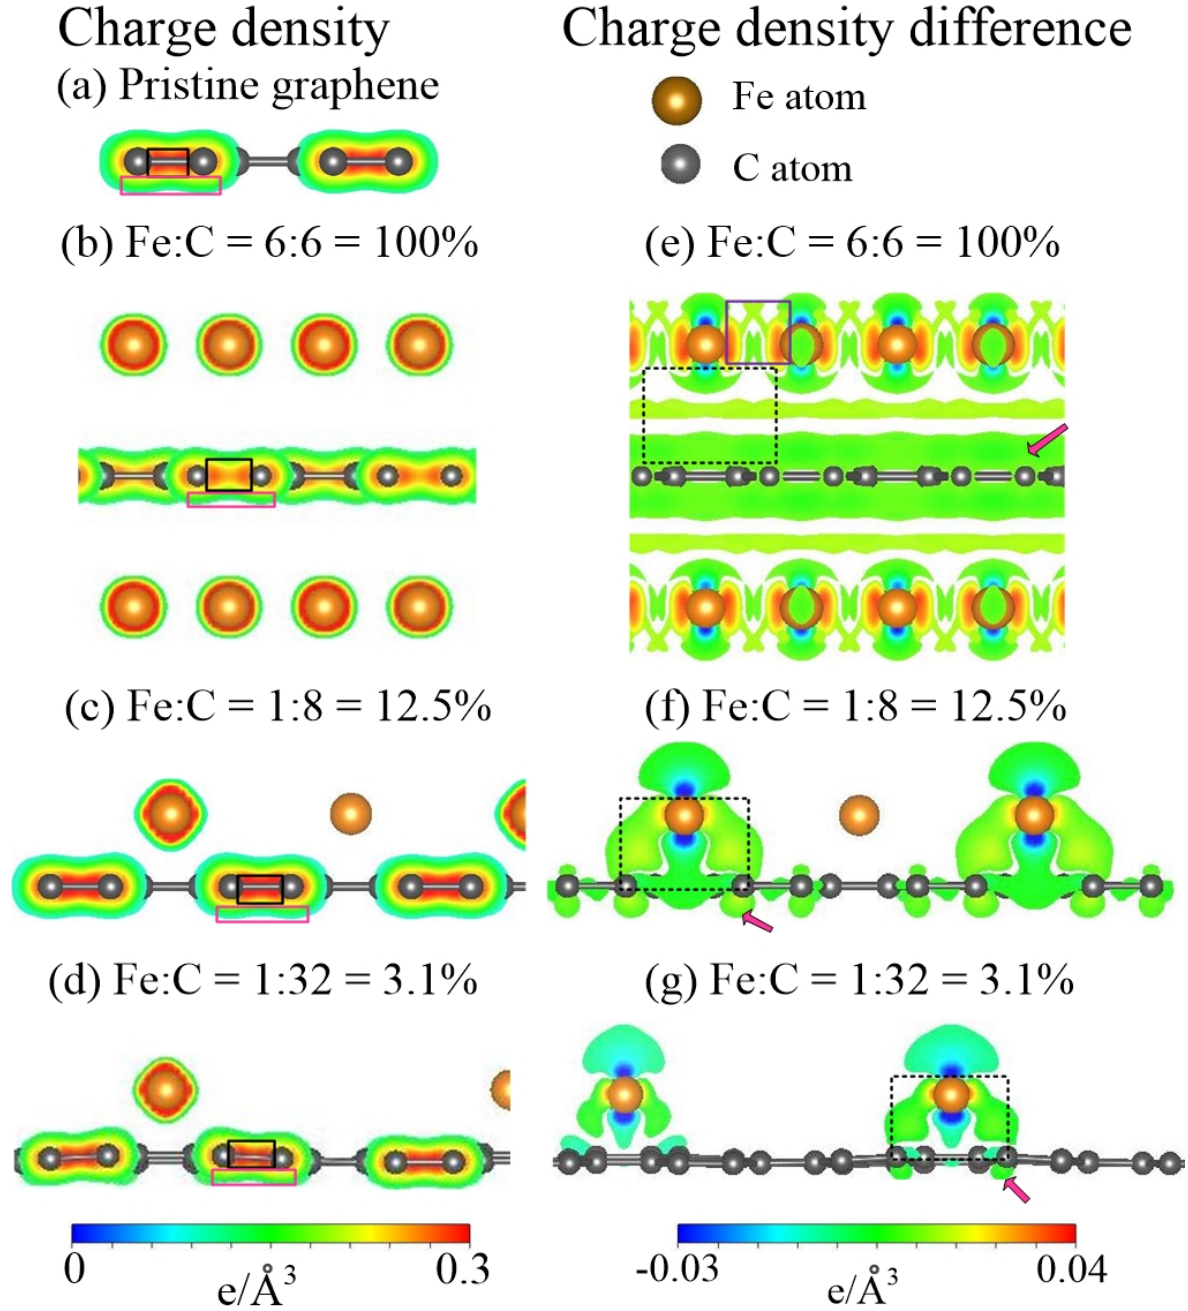 Charge density
Charge density difference
(a) Pristine graphene
Fe atom
C atom
(b) Fe:C = 6:6 = 100%
(e) Fe:C = 6:6 = 100%
(c) Fe:C = 1:8 = 12.5%
(f) Fe:C = 1:8 = 12.5%
(d) Fe:C = 1:32 = 3.1%
(g) Fe:C = 1:32 = 3.1%
0
0.3
e/Å³
-0.03
0.04
e/Å³